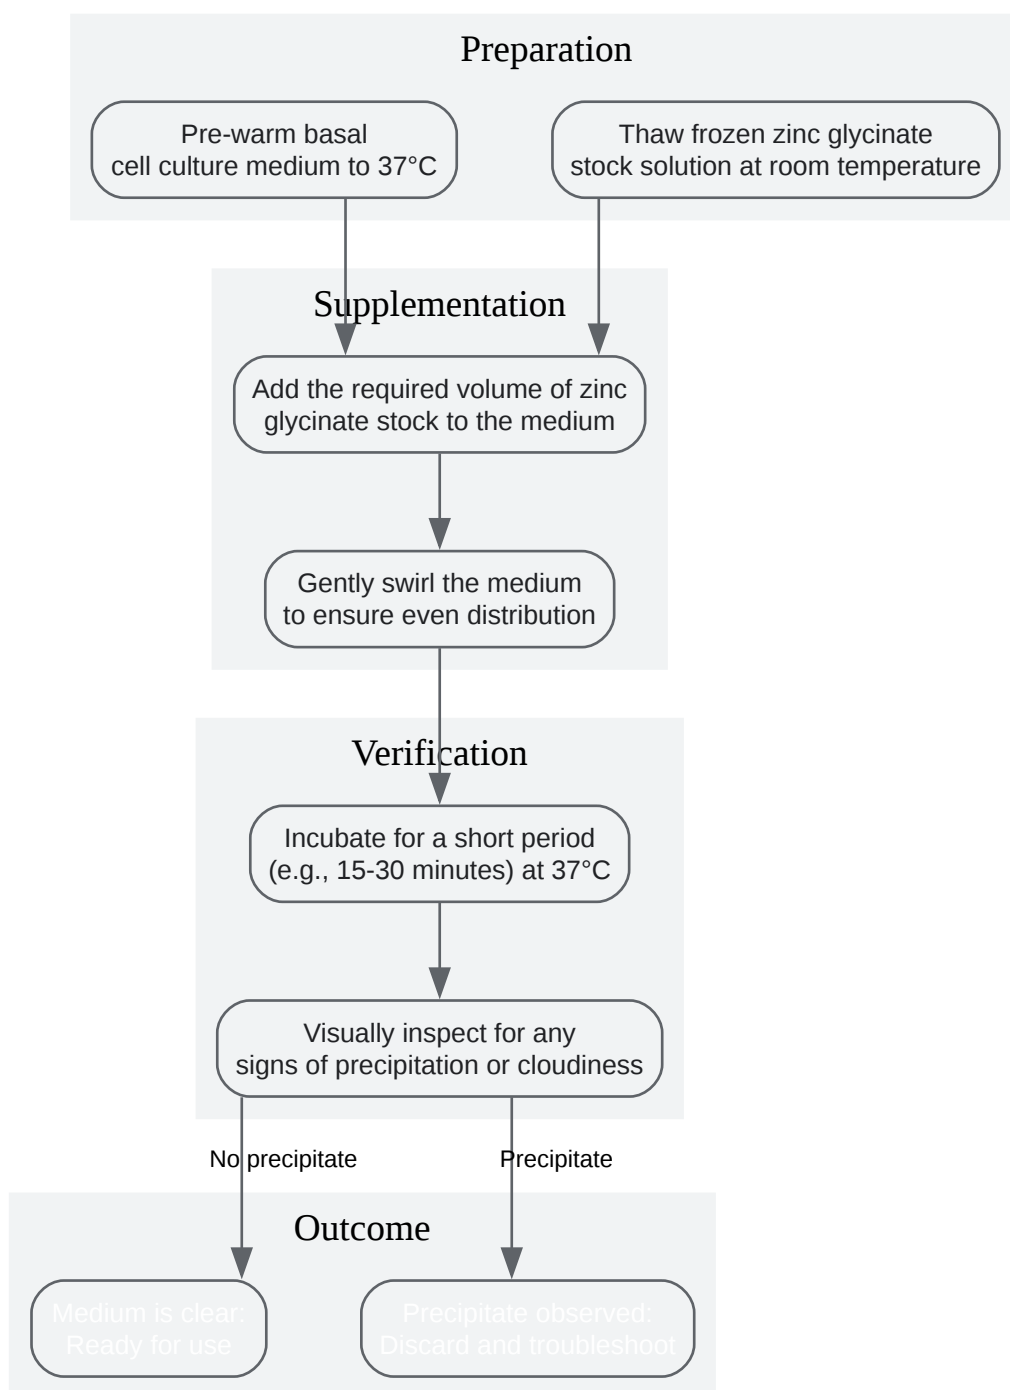 Preparation
Pre-warm basal
cell culture medium to 37°C
Thaw frozen zinc glycinate
stock solution at room temperature
Supplementation
Add the required volume of zinc
glycinate stock to the medium
Gently swirl the medium
to ensure even distribution
Verification
Incubate for a short period
(e.g., 15-30 minutes) at 37°C
Visually inspect for any
signs of precipitation or cloudiness
No precipitate
Precipitate
Outcome
Medium is clear:
Ready for use
Precipitate observed:
Discard and troubleshoot